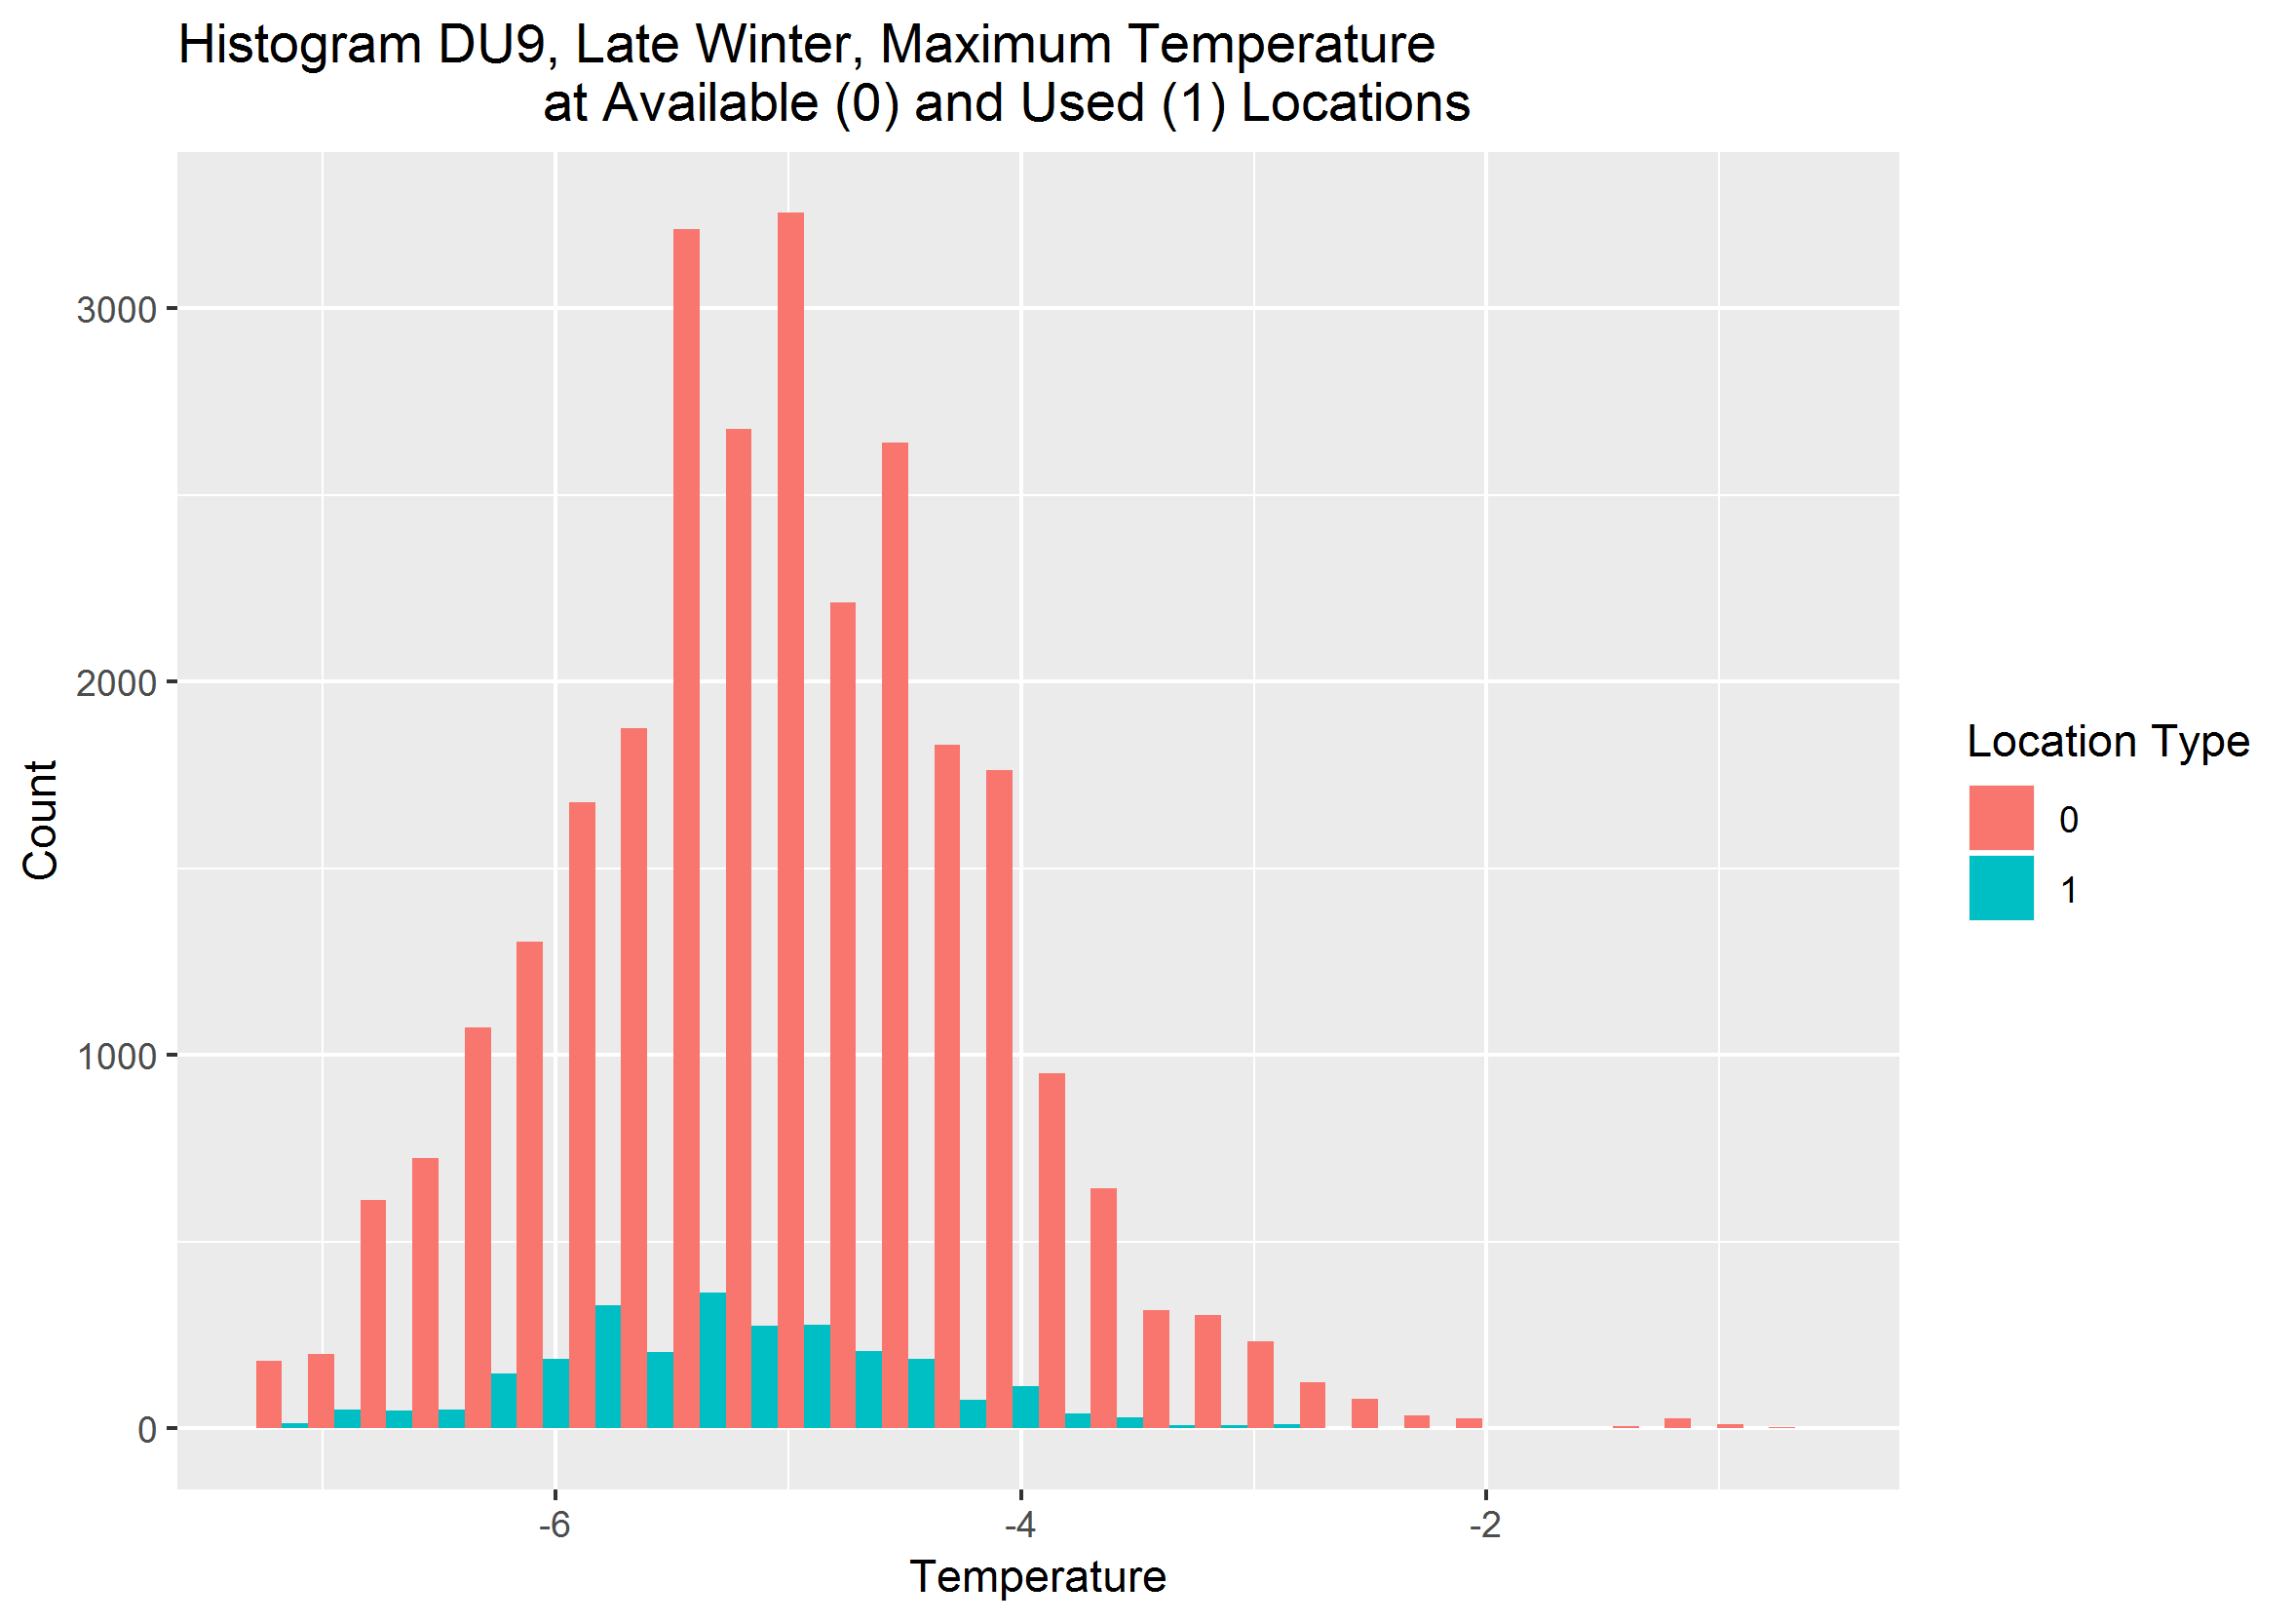 Histogram DU9, Late Winter, Maximum Temperature
at Available (0) and Used (1) Locations
3000
2000
1000
0
Count
-6
-4
-2
Temperature
Location Type
0
1